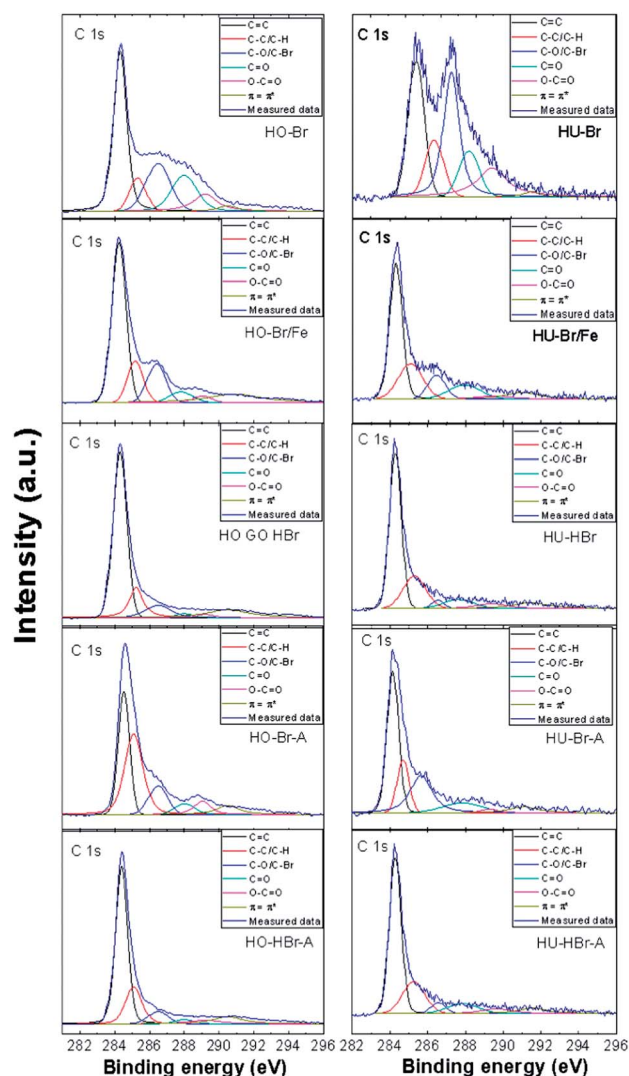 Intensity (a.u.)
C 1s
C=C
C-C/C-H
C-O/C-Br
C=O
O-C=O
π = π*
Measured data
HO-Br
C 1s
C=C
C-C/C-H
C-O/C-Br
C=O
O-C=O
π = π*
Measured data
HO-Br/Fe
C 1s
C=C
C-C/C-H
C-O/C-Br
C=O
O-C=O
π = π*
Measured data
HO GO HBr
C 1s
C=C
C-C/C-H
C-O/C-Br
C=O
O-C=O
π = π*
Measured data
HO-Br-A
C 1s
C=C
C-C/C-H
C-O/C-Br
C=O
O-C=O
π = π*
Measured data
HO-HBr-A
282 284 286 288 290 292 294 296
Binding energy (eV)
C 1s
C=C
C-C/C-H
C-O/C-Br
C=O
O-C=O
π = π*
Measured data
HU-Br
C 1s
C=C
C-C/C-H
C-O/C-Br
C=O
O-C=O
π = π*
Measured data
HU-Br/Fe
C 1s
C=C
C-C/C-H
C-O/C-Br
C=O
O-C=O
π = π*
Measured data
HU-HBr
C 1s
C=C
C-C/C-H
C-O/C-Br
C=O
O-C=O
π = π*
Measured data
HU-Br-A
C 1s
C=C
C-C/C-H
C-O/C-Br
C=O
O-C=O
π = π*
Measured data
HU-HBr-A
282 284 286 288 290 292 294 296
Binding energy (eV)